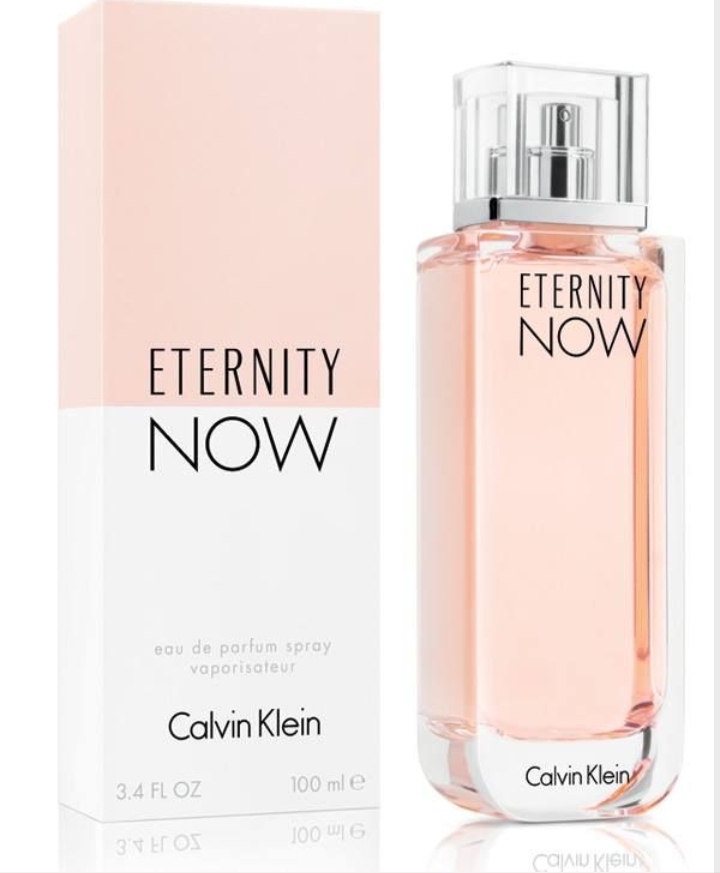 ETERNITY
NOW
eau de parfum spray
vaporisateur
Calvin Klein
3.4 FL OZ 100 ml e
ETERNITY
NOW
Calvin Klein